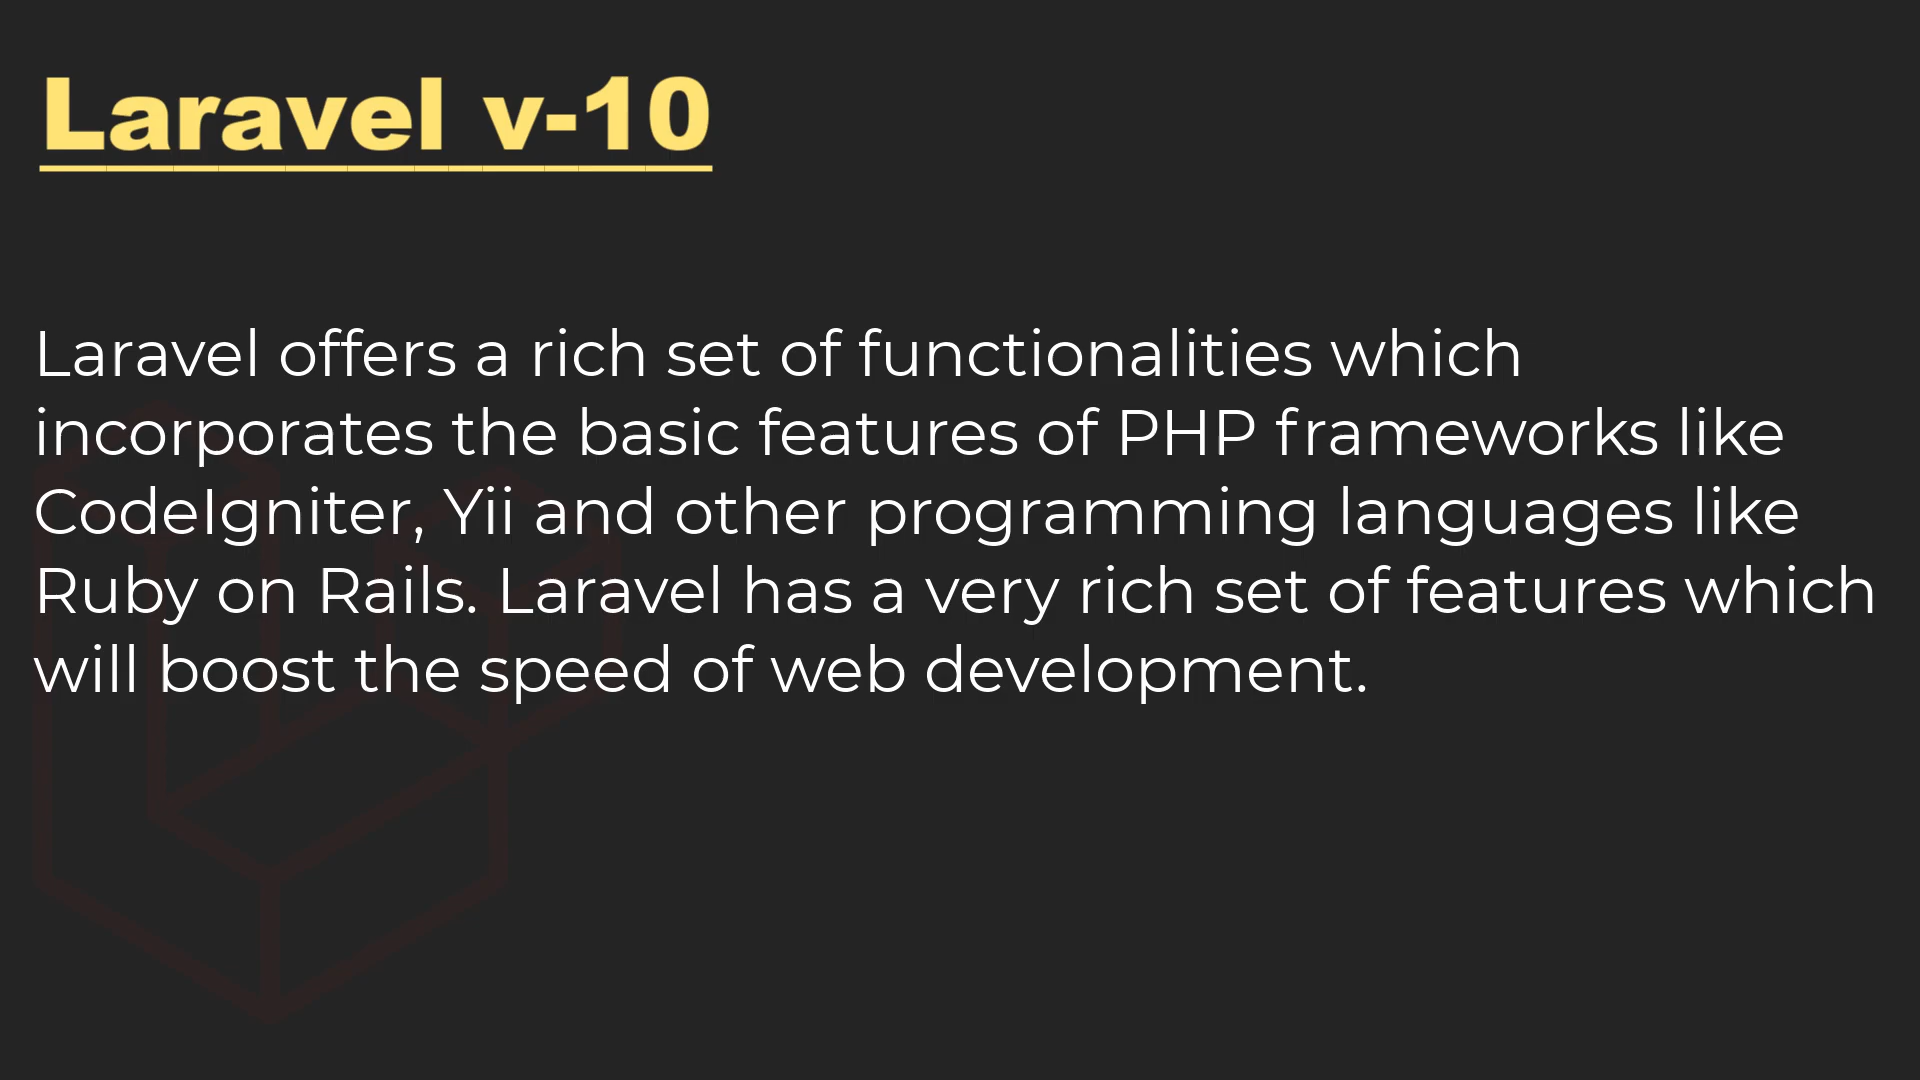 Laravel v-10
Laravel offers a rich set of functionalities which
incorporates the basic features of PHP frameworks like
CodeIgniter, Yii and other programming languages like
Ruby on Rails. Laravel has a very rich set of features which
will boost the speed of web development.